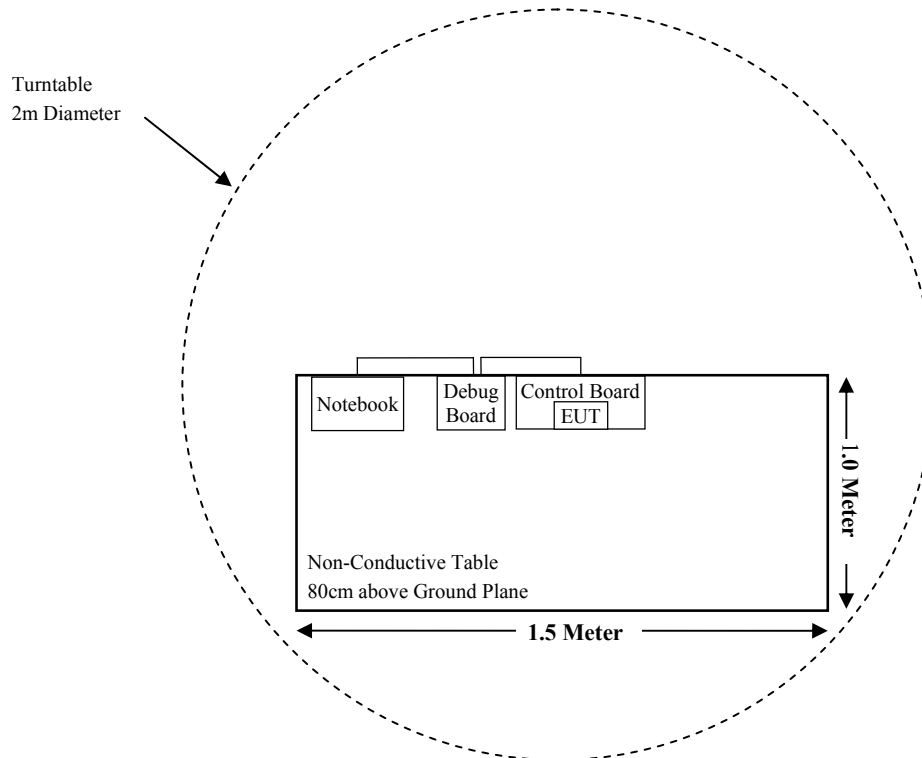 Turntable
2m Diameter
Notebook
Debug
Board
Control Board
EUT
1.0 Meter
Non-Conductive Table
80cm above Ground Plane
1.5 Meter